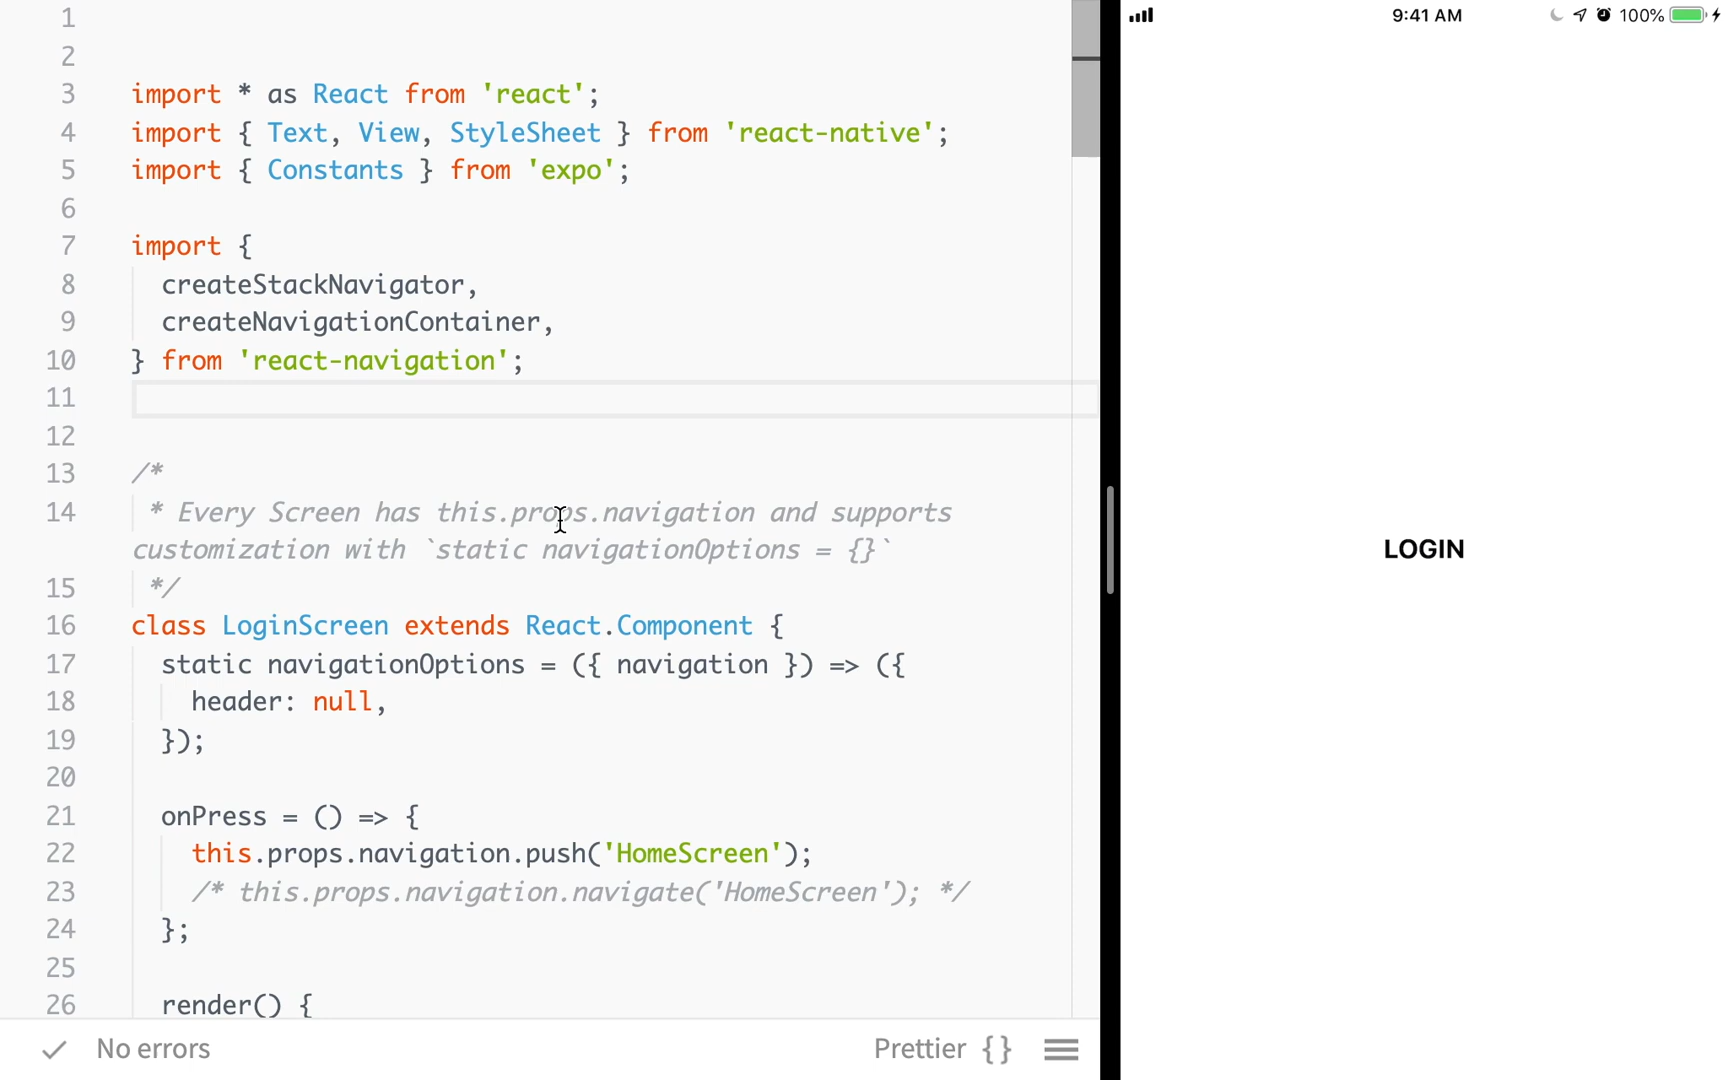 1
2
3 import * as React from 'react';
4 import { Text, View, StyleSheet } from 'react-native';
5 import { Constants } from 'expo';
6
7 import {
8 createStackNavigator,
9 createNavigationContainer,
10 } from 'react-navigation';
11
12
13 /*
14 * Every Screen has this.props.navigation and supports
customization with `static navigationOptions = {}`
15 */
16 class LoginScreen extends React.Component {
17 static navigationOptions = ({ navigation }) => ({
18 header: null,
19 });
20
21 onPress = () => {
22 this.props.navigation.push('HomeScreen');
23 /* this.props.navigation.navigate('HomeScreen'); */
24 };
25
26 render() {
No errors
Prettier {}
9:41 AM
100%
LOGIN